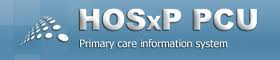 HOSxP PCU
Primary care information system